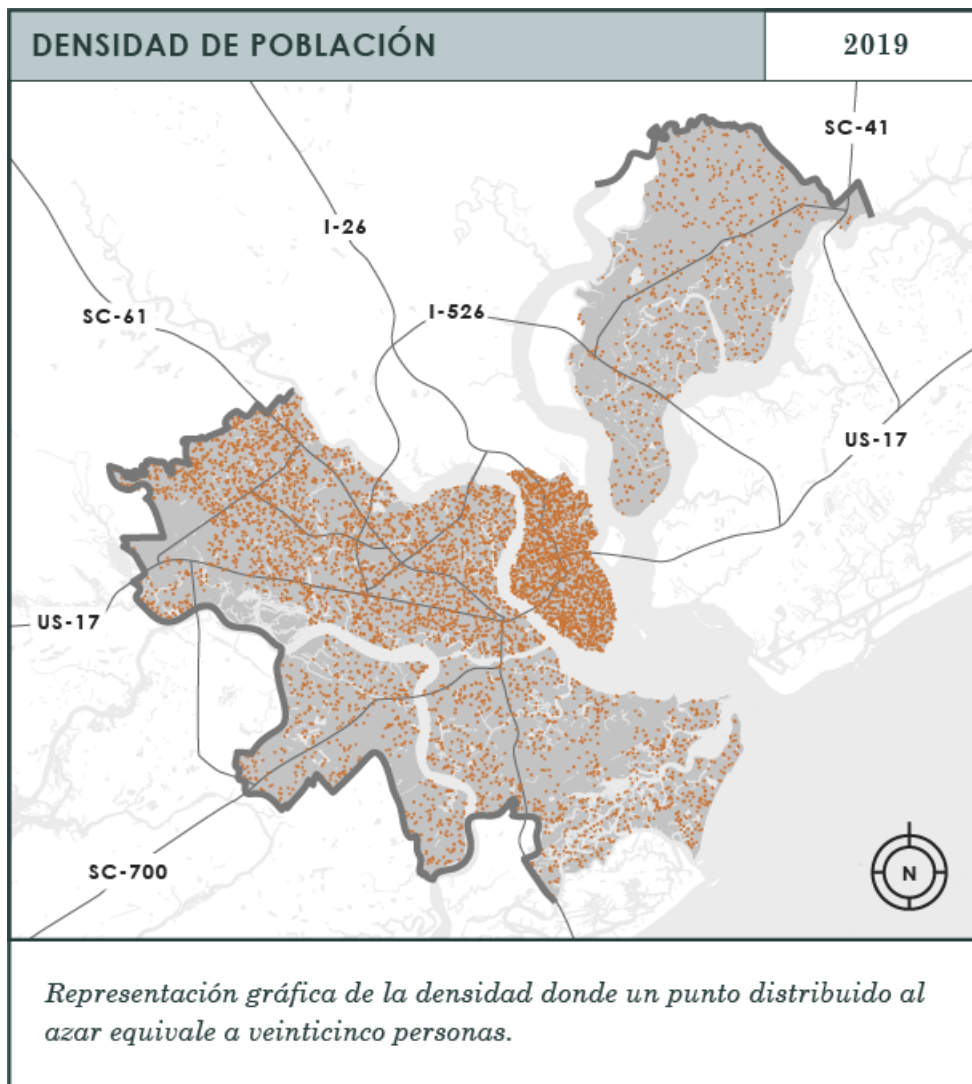 DENSIDAD DE POBLACIÓN
2019
SC-41
I-26
SC-61
I-526
US-17
US-17
SC-700
N
Representación gráfica de la densidad donde un punto distribuido al
azar equivale a veinticinco personas.